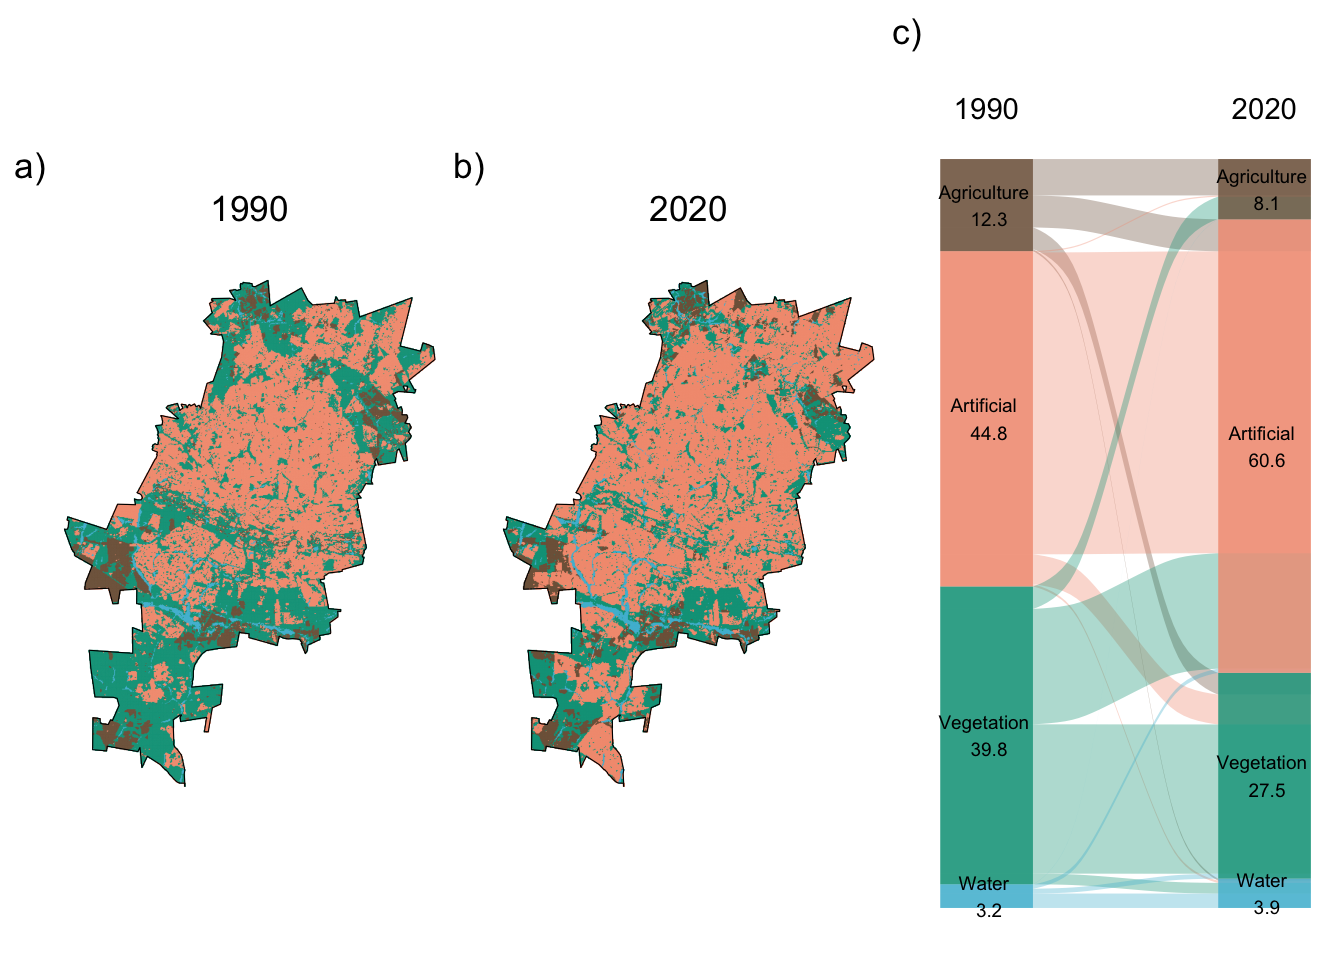 a)
1990
b)
2020
c)
1990
2020
Agriculture
12.3
Artificial
44.8
Vegetation
39.8
Water
3.2
Agriculture
8.1
Artificial
60.6
Vegetation
27.5
Water
3.9